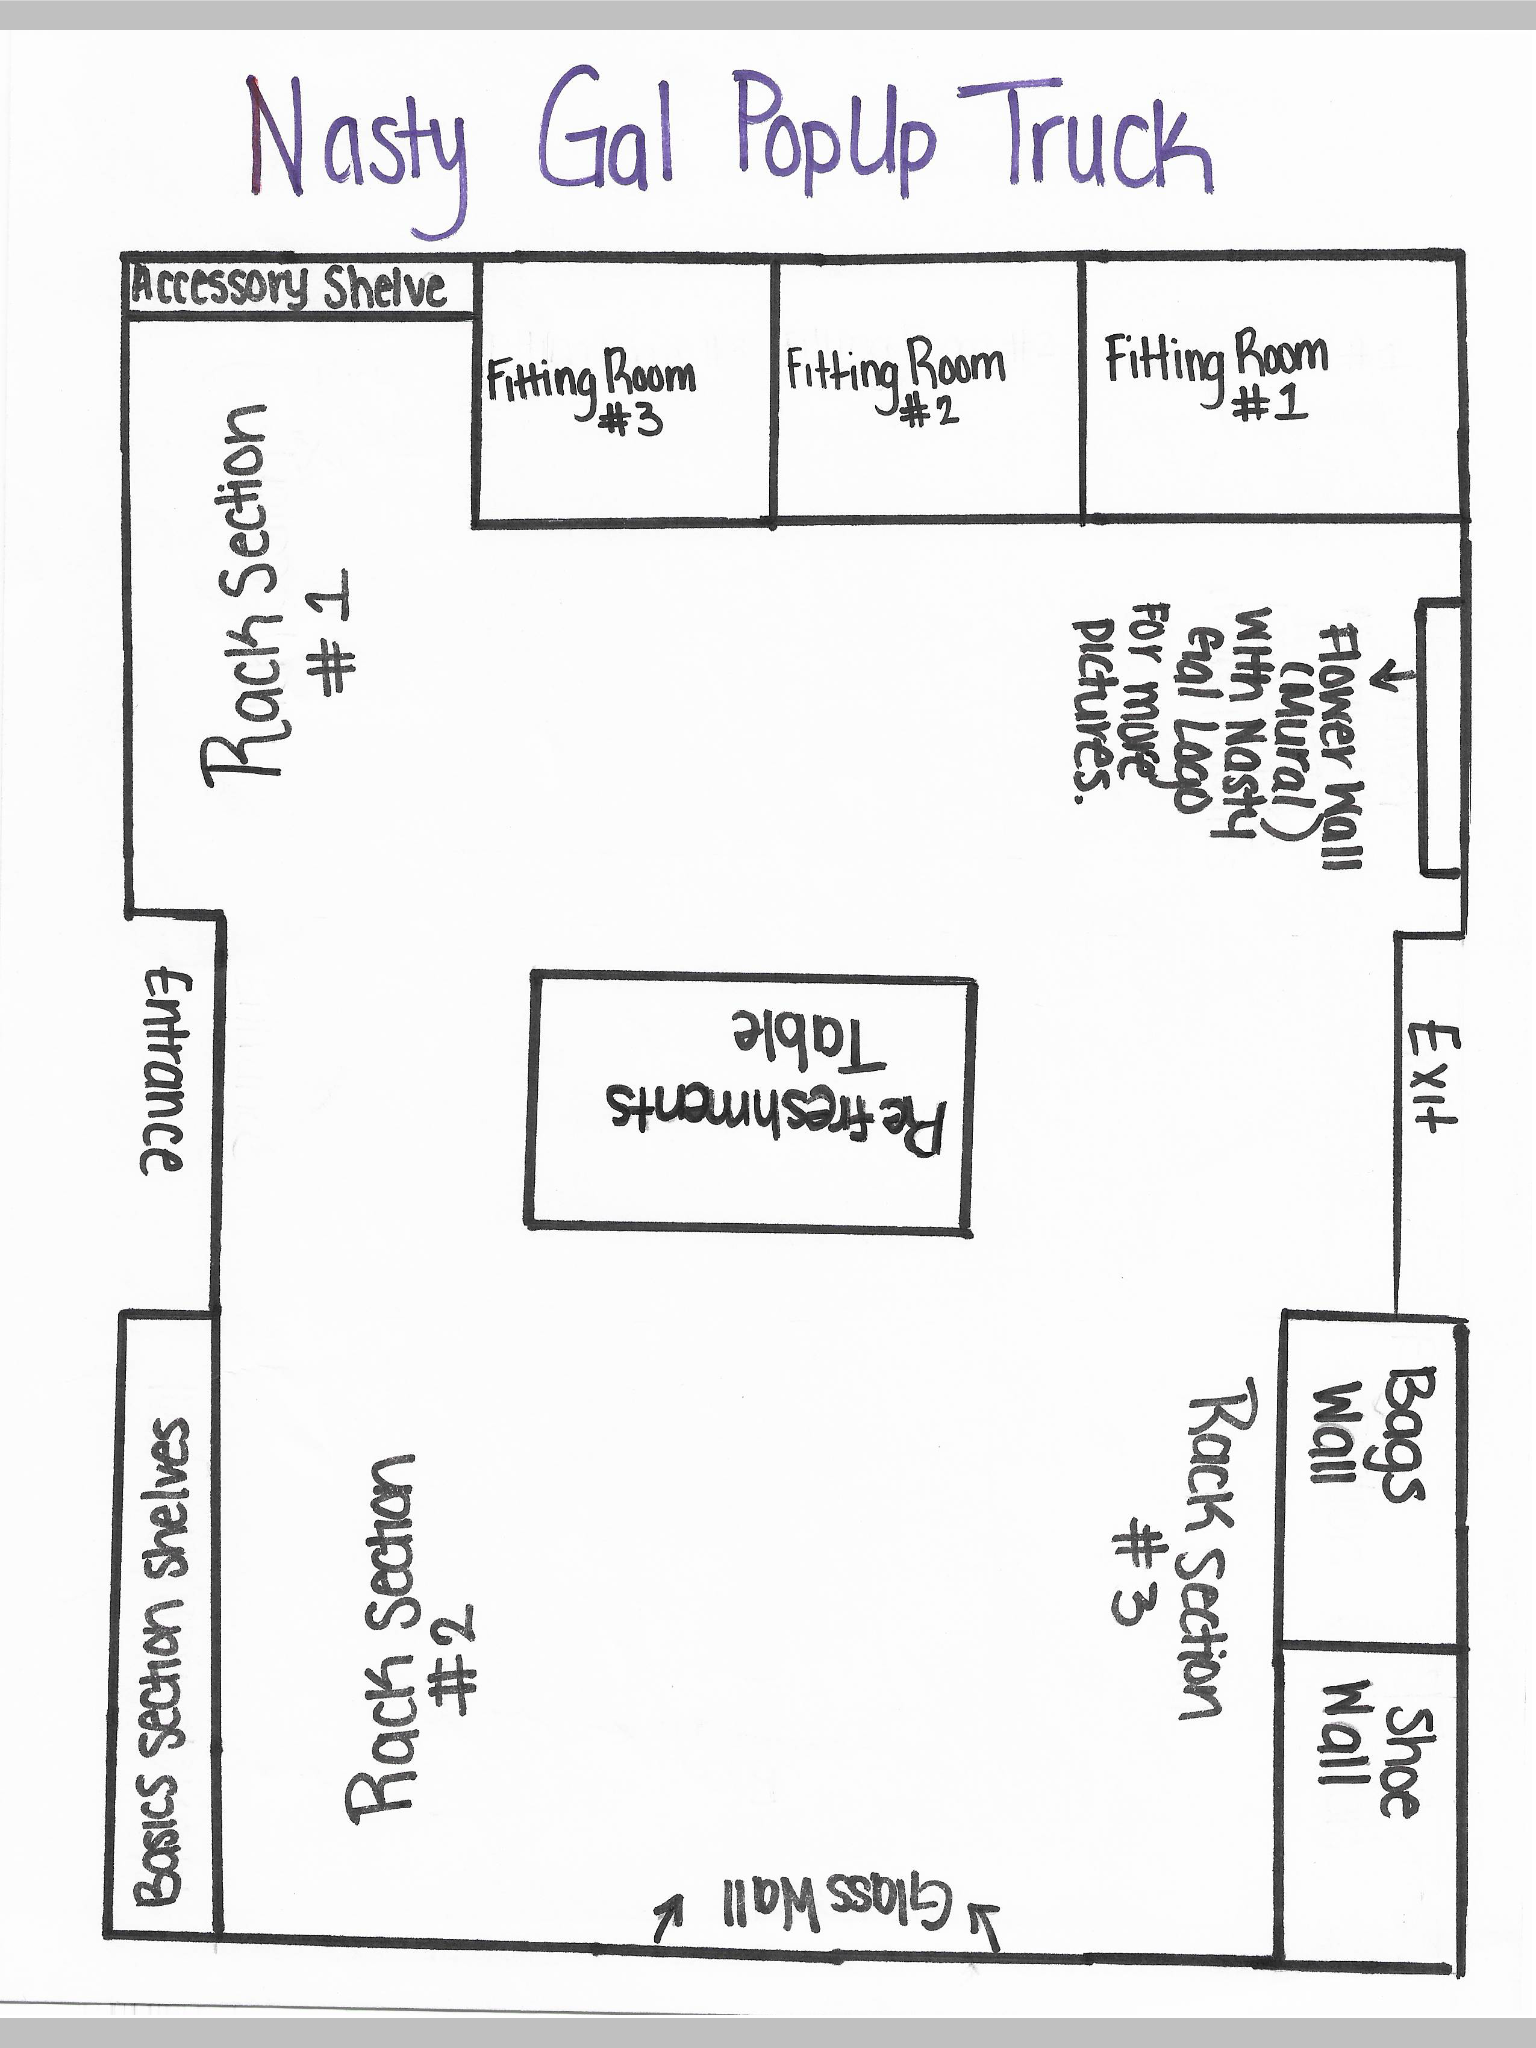 Nasty Gal PopUp Truck
Accessory Shelve
Fitting Room
#3
Fitting Room
#2
Fitting Room
#1
Rack Section
#1
Flower Wall
(Mural)
with Nasty
Gal Logo
For more
pictures.
Entrance
Refreshments
Table
Exit
Basics section shelves
Rack Section
#2
Rack Section
#3
Bags
Wall
Shoe
Wall
Glass Wall